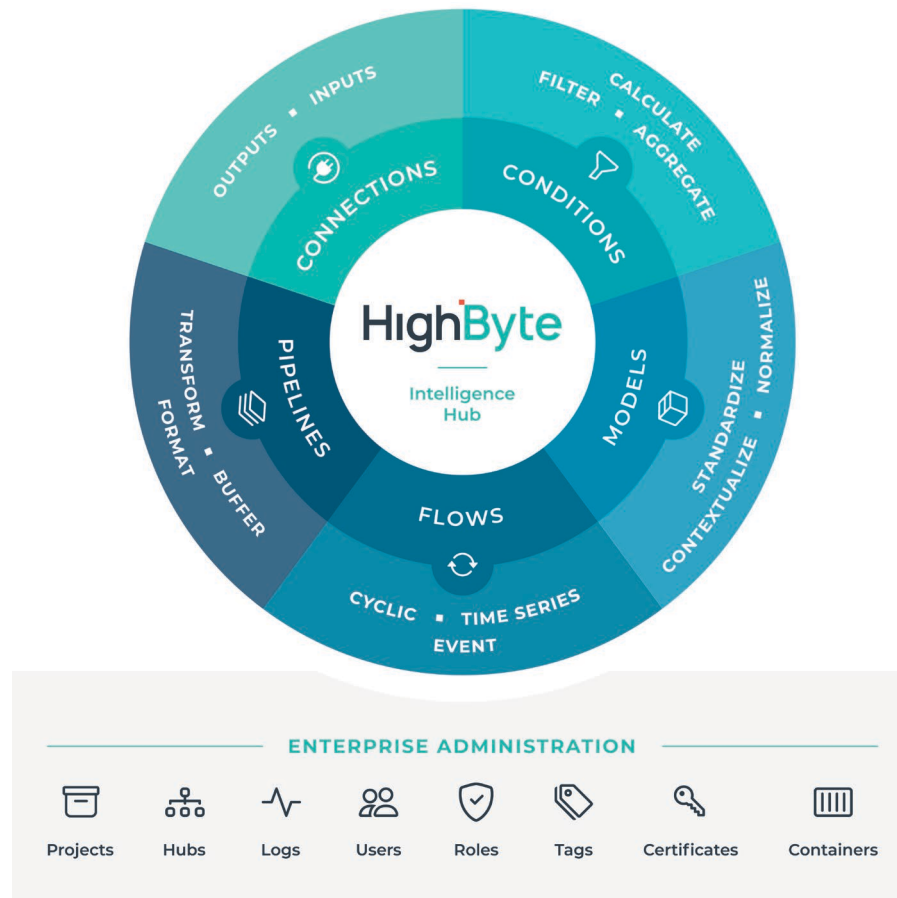 OUTPUTS ▪ INPUTS
CONNECTIONS
FILTER ▪ CALCULATE
AGGREGATE
CONDITIONS
STANDARDIZE
CONTEXTUALIZE ▪ NORMALIZE
MODELS
FLOWS
CYCLIC ▪ TIME SERIES
EVENT
PIPELINES
TRANSFORM ▪ BUFFER
FORMAT
HighByte
Intelligence
Hub
ENTERPRISE ADMINISTRATION
Projects Hubs Logs Users Roles Tags Certificates Containers